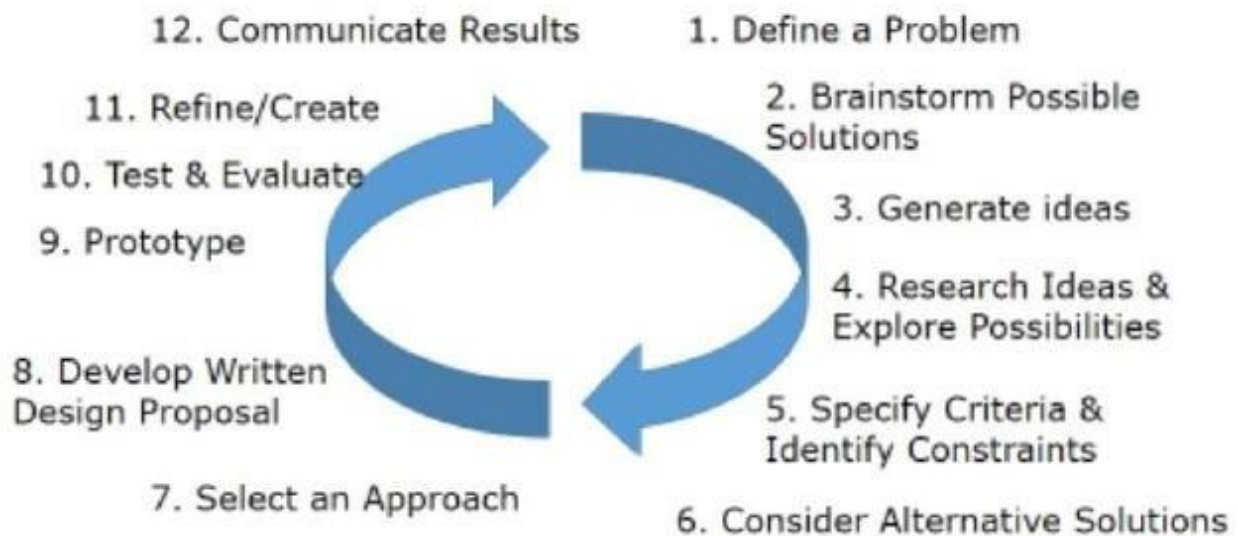 12. Communicate Results
1. Define a Problem
2. Brainstorm Possible
Solutions
3. Generate ideas
4. Research Ideas &
Explore Possibilities
5. Specify Criteria &
Identify Constraints
6. Consider Alternative Solutions
7. Select an Approach
8. Develop Written
Design Proposal
9. Prototype
10. Test & Evaluate
11. Refine/Create